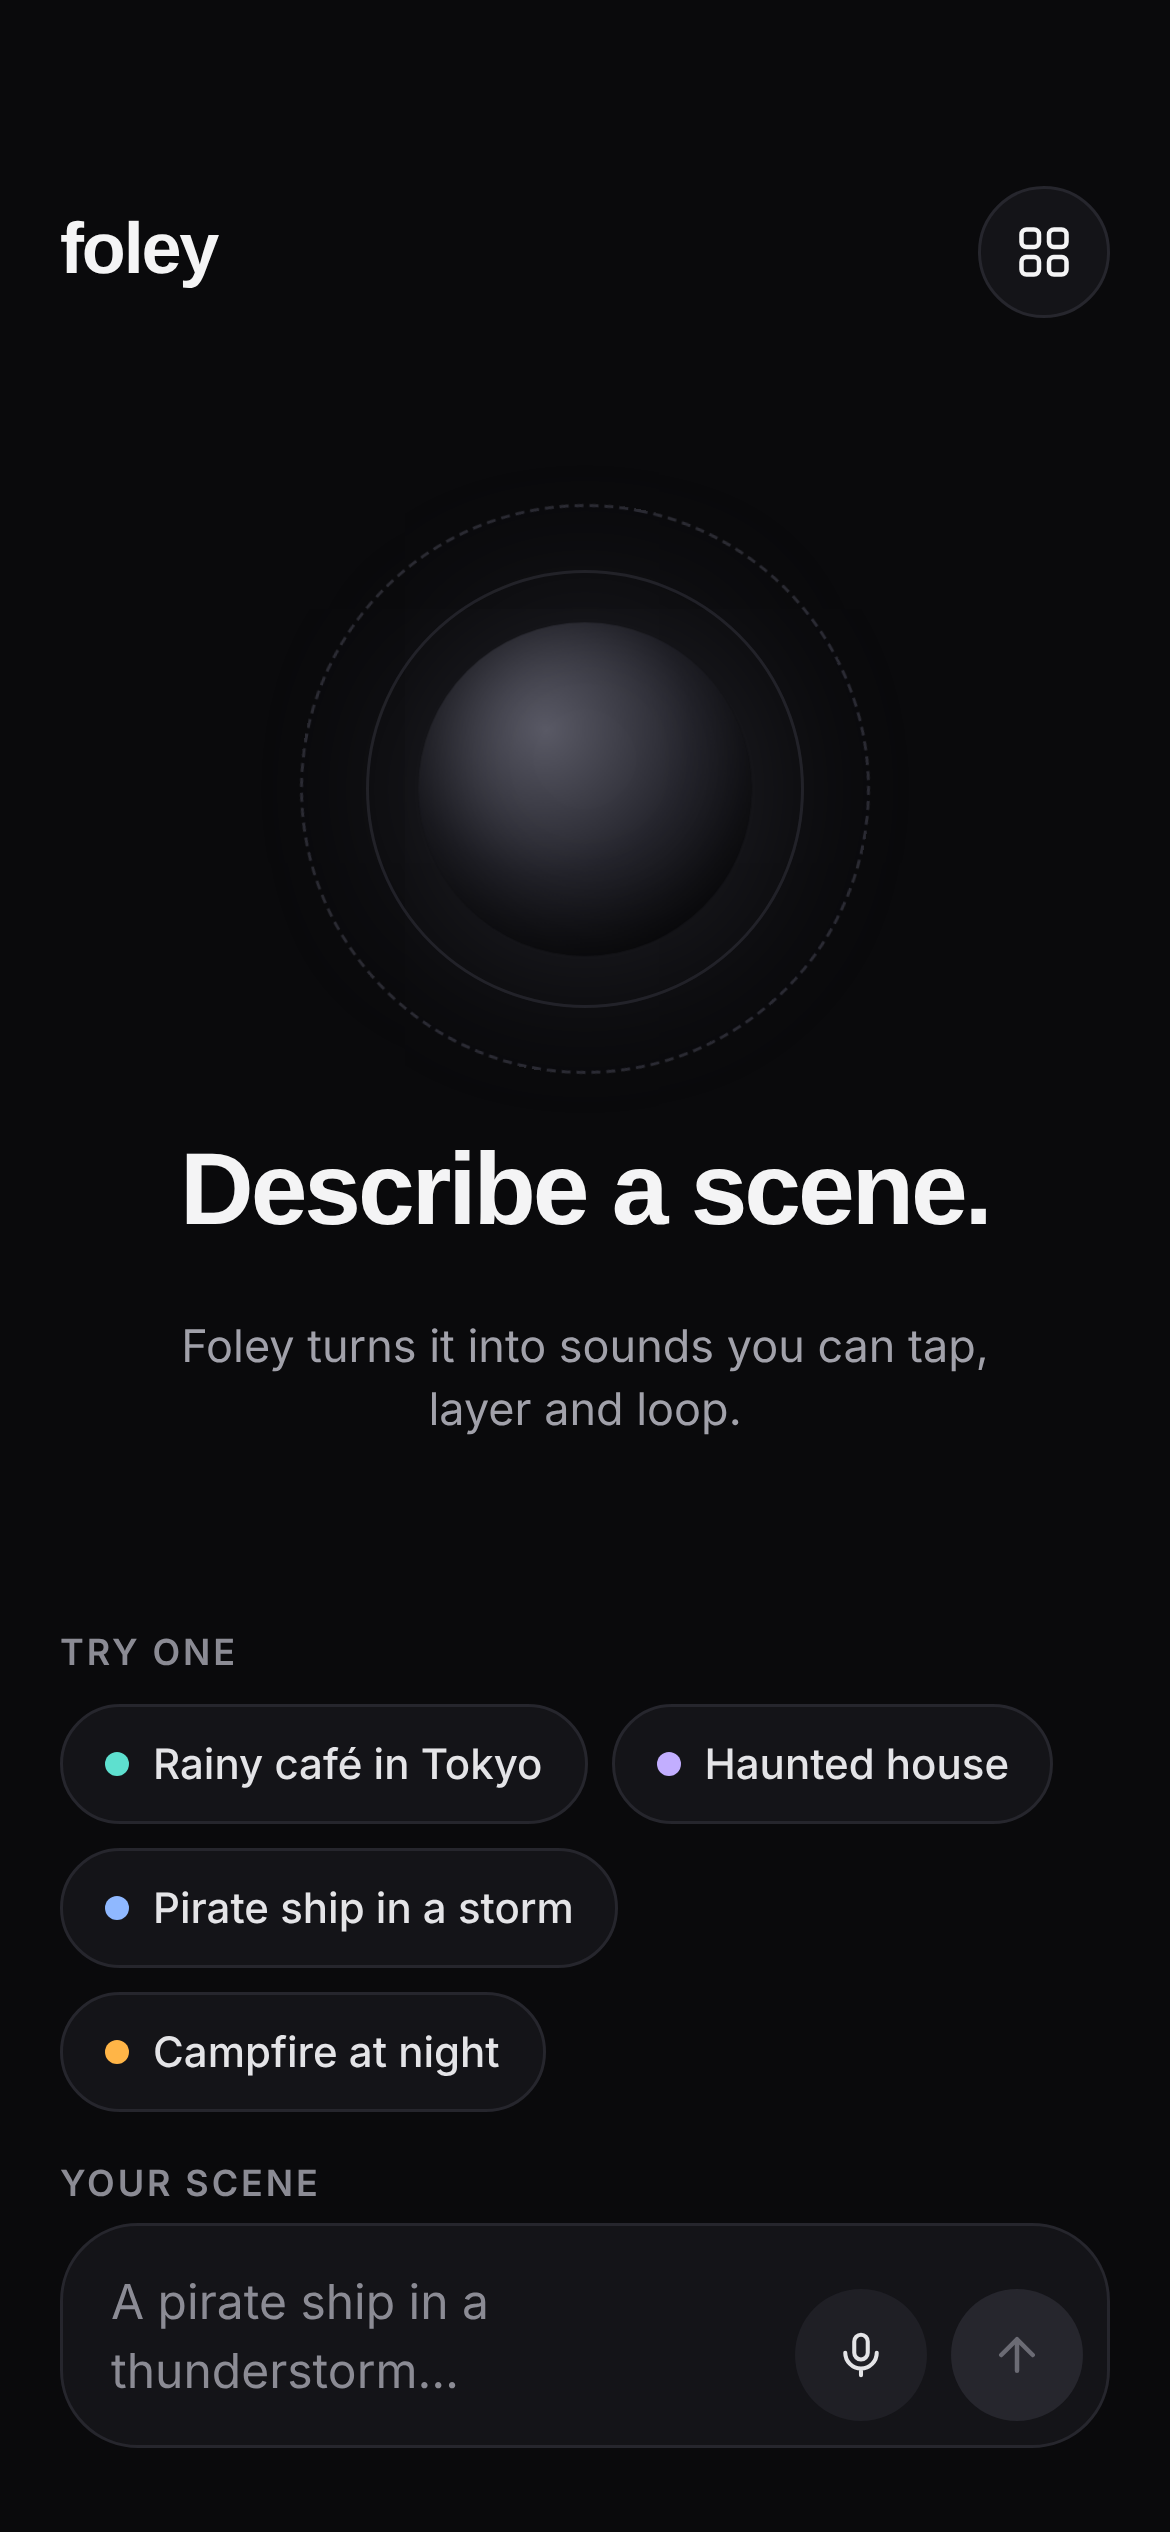 foley
Describe a scene.
Foley turns it into sounds you can tap,
layer and loop.
TRY ONE
Rainy café in Tokyo
Haunted house
Pirate ship in a storm
Campfire at night
YOUR SCENE
A pirate ship in a
thunderstorm...